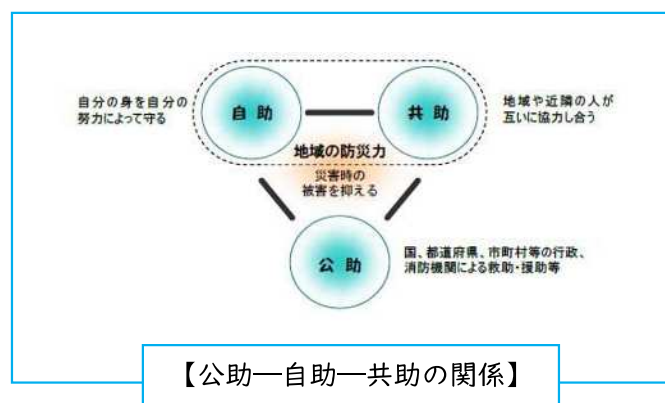 自分の身を自分の
努力によって守る
自助
共助
地域や近隣の人が
互いに協力し合う
地域の防災力
災害時の
被害を抑える
公助
国、都道府県、市町村等の行政、
消防機関による救助・援助等
【公助―自助―共助の関係】